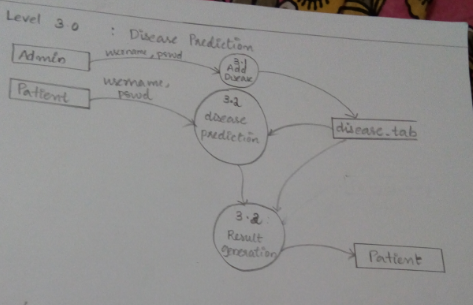 Level 3.0 : Disease Prediction
Admin
username, pswd
3.1
Add
Disease
Patient
username,
pswd
3.2
disease
prediction
disease_tab
3.2
Result
generation
Patient